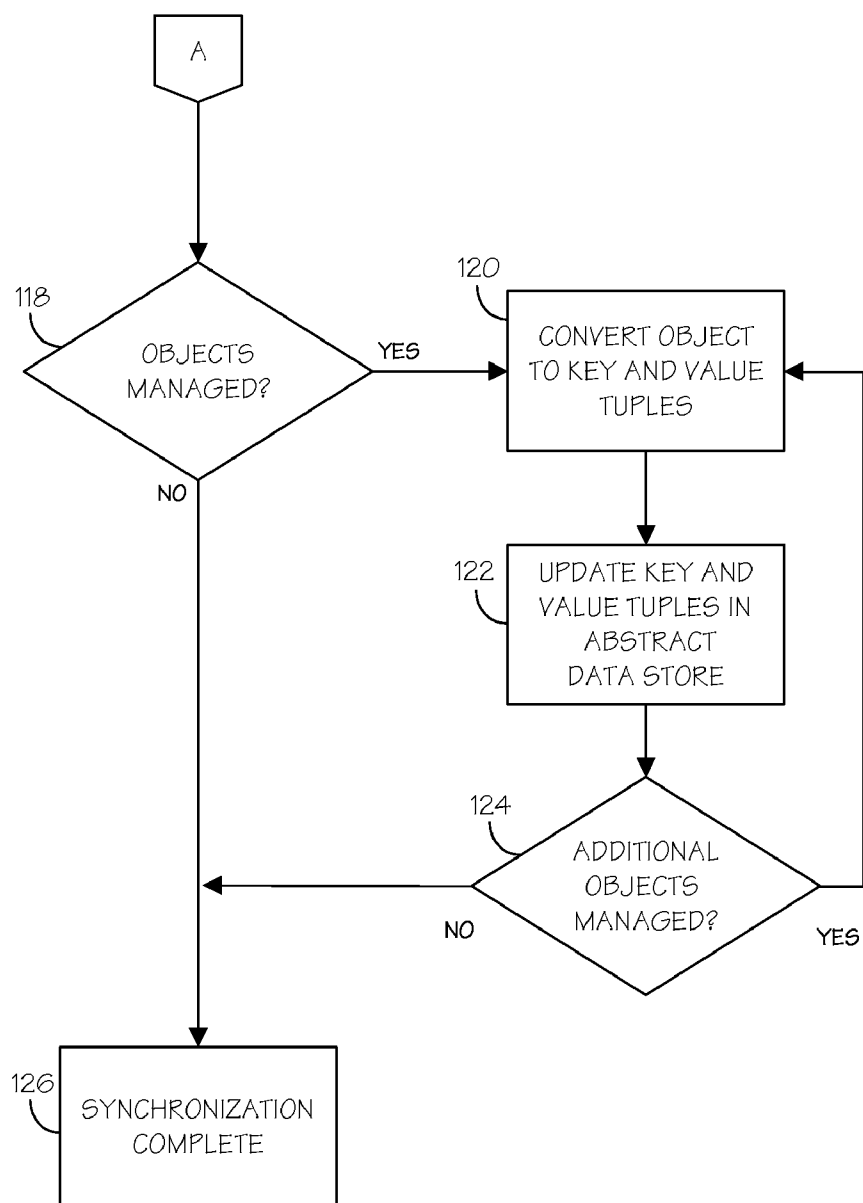 A
118
OBJECTS
MANAGED?
YES
NO
120
CONVERT OBJECT
TO KEY AND VALUE
TUPLES
122
UPDATE KEY AND
VALUE TUPLES IN
ABSTRACT
DATA STORE
124
ADDITIONAL
OBJECTS
MANAGED?
NO
YES
126
SYNCHRONIZATION
COMPLETE